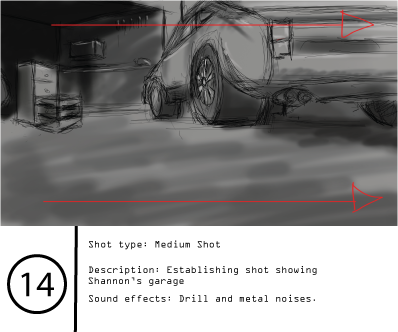 14
Shot type: Medium Shot
Description: Establishing shot showing
Shannon's garage
Sound effects: Drill and metal noises.